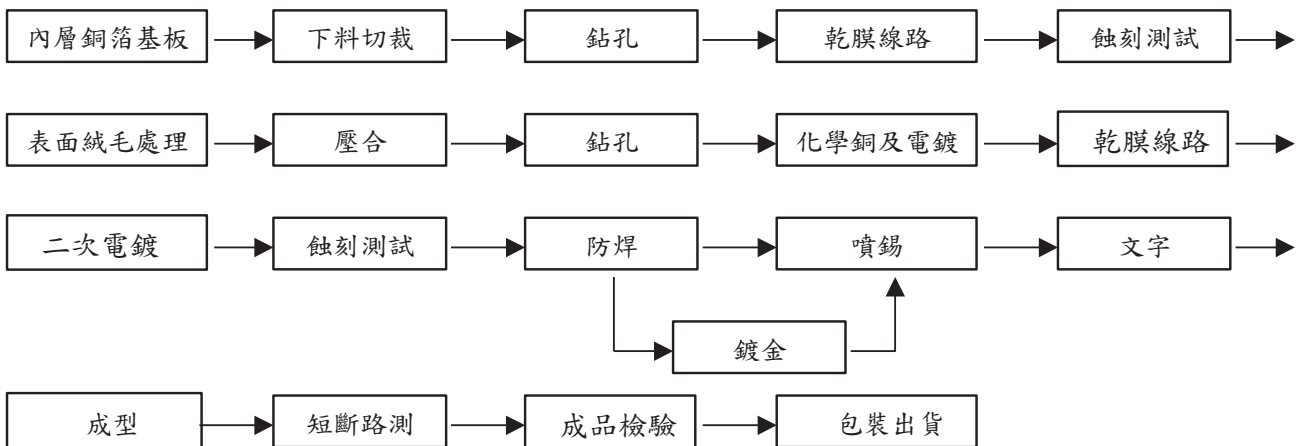 內層銅箔基板
下料切裁
鉆孔
乾膜線路
蝕刻測試
表面絨毛處理
壓合
鉆孔
化學銅及電鍍
乾膜線路
二次電鍍
蝕刻測試
防焊
噴錫
文字
鍍金
成型
短斷路測
成品檢驗
包裝出貨